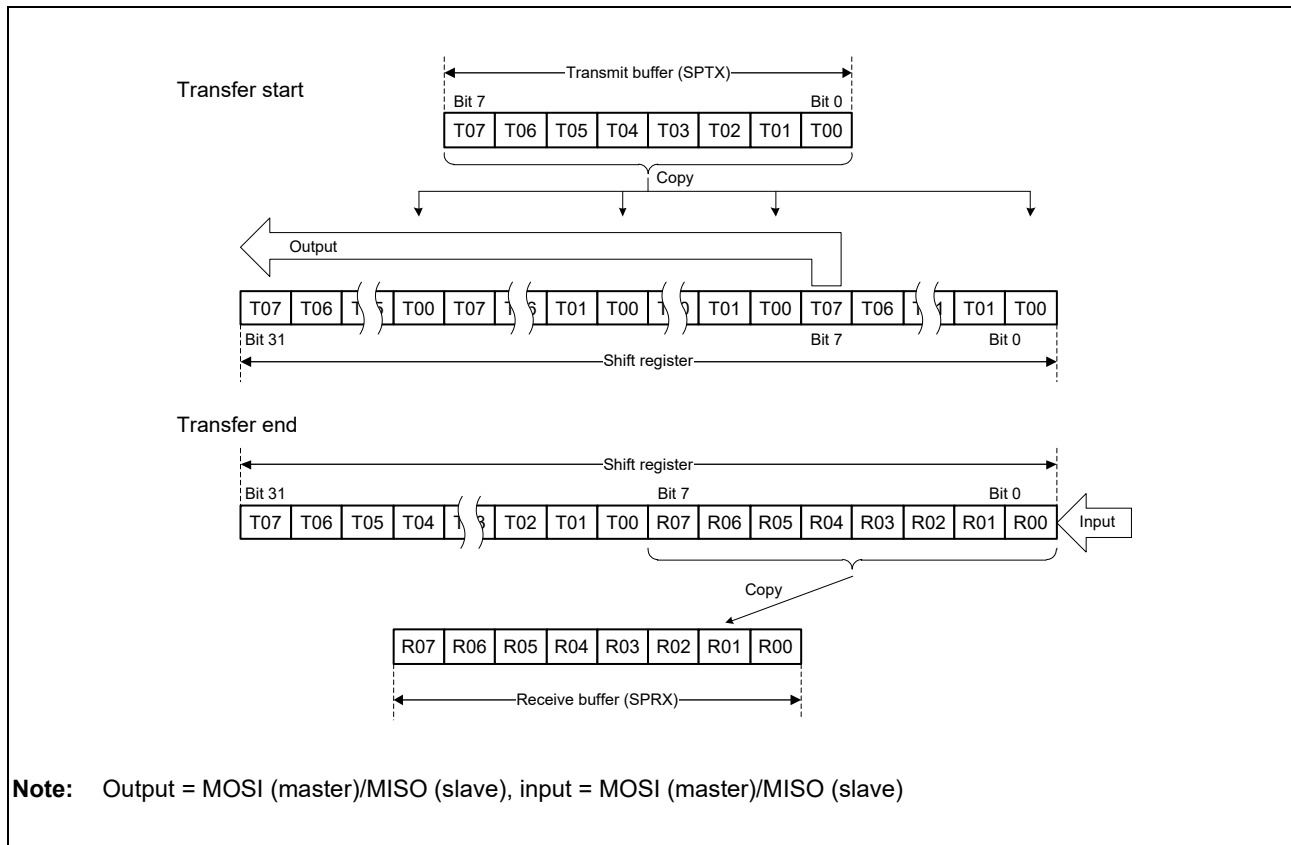 Transfer start
Transmit buffer (SPTX)
Bit 7 Bit 0
T07 T06 T05 T04 T03 T02 T01 T00
Copy
Output
T07 T06 T00 T07 T01 T00 T01 T00 T07 T06 T01 T00
Bit 31 Bit 7 Bit 0
Shift register
Transfer end
Shift register
Bit 31 Bit 7 Bit 0
T07 T06 T05 T04 T02 T01 T00 R07 R06 R05 R04 R03 R02 R01 R00
Input
Copy
R07 R06 R05 R04 R03 R02 R01 R00
Receive buffer (SPRX)
Note: Output = MOSI (master)/MISO (slave), input = MOSI (master)/MISO (slave)